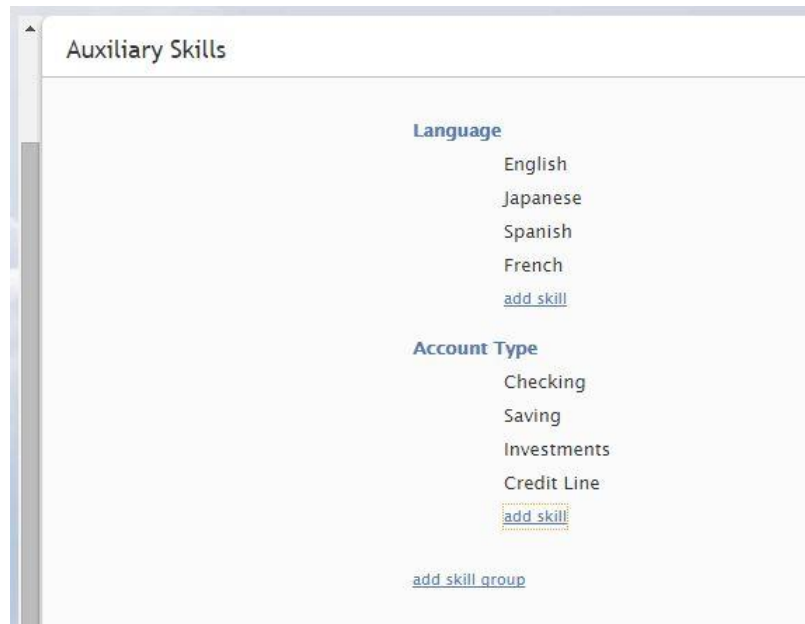 Auxiliary Skills
Language
English
Japanese
Spanish
French
add skill
Account Type
Checking
Saving
Investments
Credit Line
add skill
add skill group